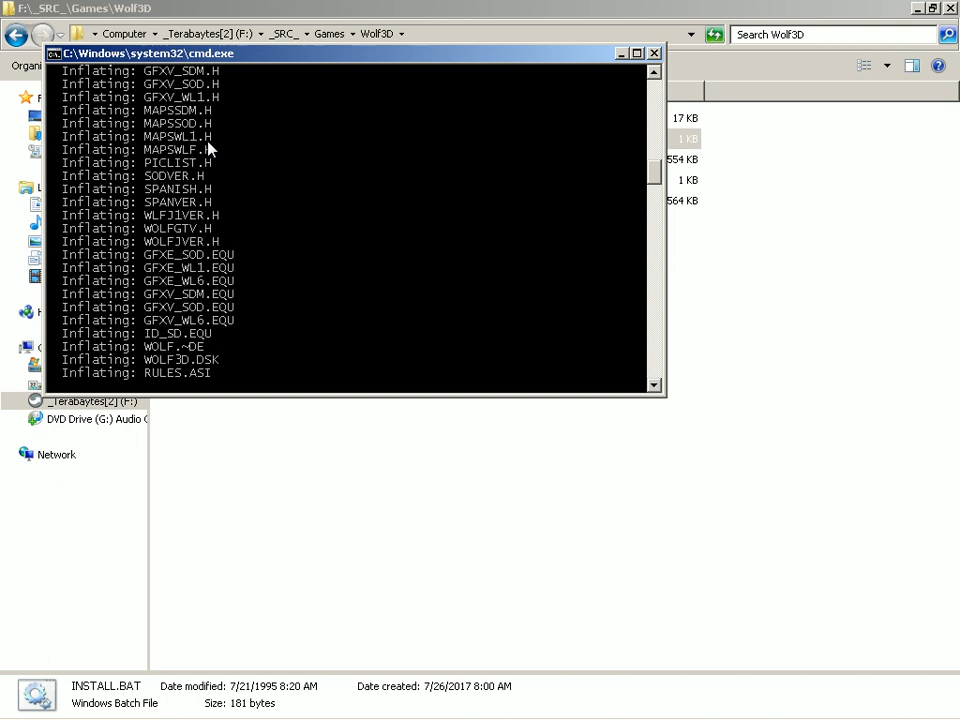 F:\_SRC_\Games\Wolf3D
Computer _Terabytes[2] (F:) _SRC_ Games Wolf3D
Search Wolf3D
C:\Windows\system32\cmd.exe
Organi
Inflating: GFXV_SDM.H
Inflating: GFXV_SOD.H
Inflating: GFXV_WL1.H
Inflating: MAPSSDM.H
Inflating: MAPSSOD.H
Inflating: MAPSWL1.H
Inflating: MAPSWLF.H
Inflating: PICLIST.H
Inflating: SODVER.H
Inflating: SPANISH.H
Inflating: SPANVER.H
Inflating: WLFJ1VER.H
Inflating: WOLFGTV.H
Inflating: WOLFJVER.H
Inflating: GFXE_SOD.EQU
Inflating: GFXE_WL1.EQU
Inflating: GFXE_WL6.EQU
Inflating: GFXV_SDM.EQU
Inflating: GFXV_SOD.EQU
Inflating: GFXV_WL6.EQU
Inflating: ID_SD.EQU
Inflating: WOLF.~DE
Inflating: WOLF3D.DSK
Inflating: RULES.ASI
17 KB
1 KB
554 KB
1 KB
564 KB
_Terabytes[2] (F:)
DVD Drive (G:) Audio C
Network
INSTALL.BAT Date modified: 7/21/1995 8:20 AM Date created: 7/26/2017 8:00 AM
Windows Batch File Size: 181 bytes